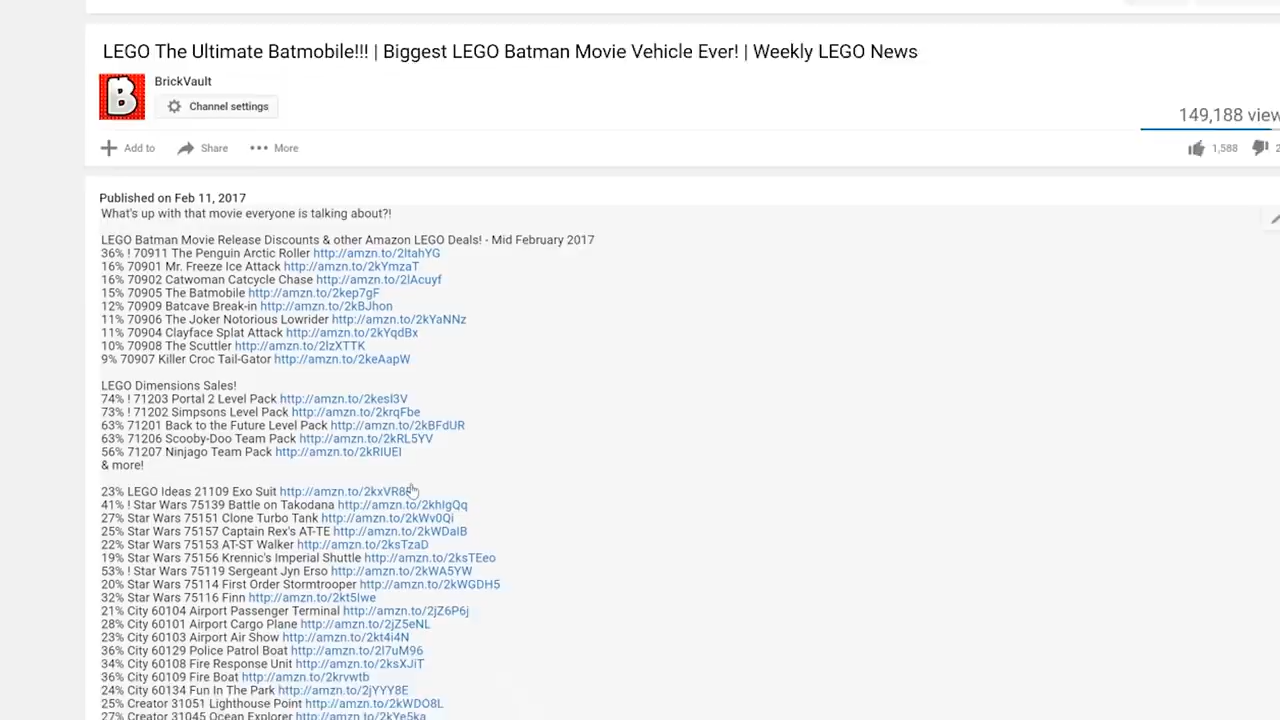 LEGO The Ultimate Batmobile!!! | Biggest LEGO Batman Movie Vehicle Ever! | Weekly LEGO News
B
BrickVault
Channel settings
149,188 view
Add to
Share
More
1,588
2
Published on Feb 11, 2017
What's up with that movie everyone is talking about?!
LEGO Batman Movie Release Discounts & other Amazon LEGO Deals! - Mid February 2017
36% ! 70911 The Penguin Arctic Roller http://amzn.to/2ltahYG
16% 70901 Mr. Freeze Ice Attack http://amzn.to/2kYmzaT
16% 70902 Catwoman Catcycle Chase http://amzn.to/2lAcuyf
15% 70905 The Batmobile http://amzn.to/2kep7gF
12% 70909 Batcave Break-in http://amzn.to/2kBJhon
11% 70906 The Joker Notorious Lowrider http://amzn.to/2kYaNNz
11% 70904 Clayface Splat Attack http://amzn.to/2kYqdBx
10% 70908 The Scuttler http://amzn.to/2lzXTTK
9% 70907 Killer Croc Tail-Gator http://amzn.to/2keAapW
LEGO Dimensions Sales!
74% ! 71203 Portal 2 Level Pack http://amzn.to/2kesl3V
73% ! 71202 Simpsons Level Pack http://amzn.to/2krqFbe
63% 71201 Back to the Future Level Pack http://amzn.to/2kBFdUR
63% 71206 Scooby-Doo Team Pack http://amzn.to/2kRL5YV
56% 71207 Ninjago Team Pack http://amzn.to/2kRIUEI
& more!
23% LEGO Ideas 21109 Exo Suit
41% ! Star Wars 75139 Battle on Takodana http://amzn.to/2khIgQq
27% Star Wars 75151 Clone Turbo Tank http://amzn.to/2kWv0Qi
25% Star Wars 75157 Captain Rex's AT-TE http://amzn.to/2kWDaIB
22% Star Wars 75153 AT-ST Walker http://amzn.to/2ksTzaD
19% Star Wars 75156 Krennic's Imperial Shuttle http://amzn.to/2ksTEeo
53% ! Star Wars 75119 Sergeant Jyn Erso http://amzn.to/2kWA5YW
20% Star Wars 75114 First Order Stormtrooper http://amzn.to/2kWGDH5
32% Star Wars 75116 Finn http://amzn.to/2kt5Iwe
21% City 60104 Airport Passenger Terminal http://amzn.to/2jZ6P6j
28% City 60101 Airport Cargo Plane http://amzn.to/2jZ5eNL
23% City 60103 Airport Air Show http://amzn.to/2kt4i4N
36% City 60129 Police Patrol Boat http://amzn.to/2l7uM96
34% City 60108 Fire Response Unit http://amzn.to/2ksXJiT
36% City 60109 Fire Boat http://amzn.to/2krvwtb
24% City 60134 Fun In The Park http://amzn.to/2jYYY8E
25% Creator 31051 Lighthouse Point http://amzn.to/2kWDO8L
27% Creator 31045 Ocean Explorer http://amzn.to/2kYe5ka